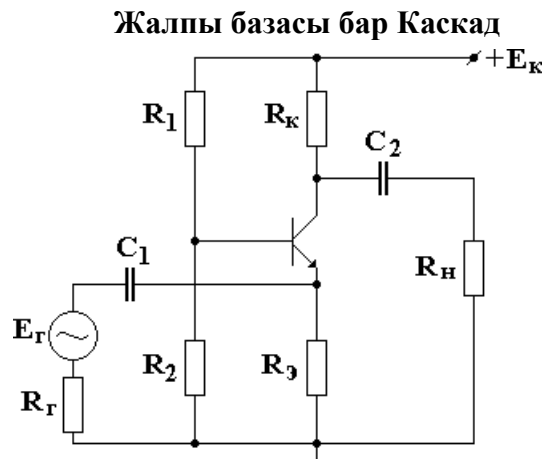 Жалпы базасы бар Каскад
+Eк
R1
Rк
C2
C1
Rн
Eг
R2
Rэ
Rг